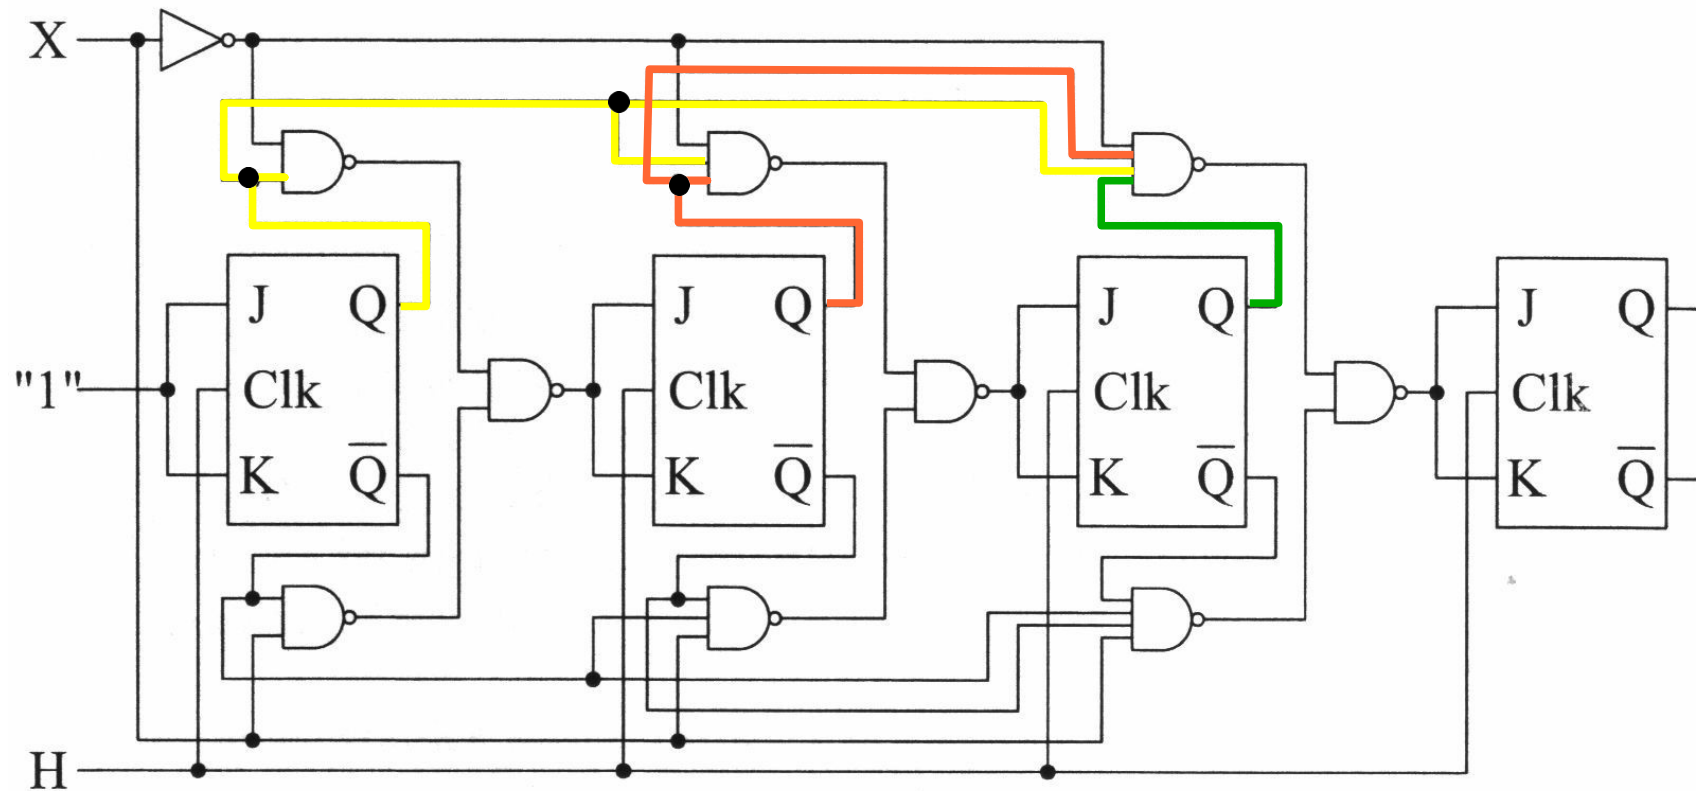 X
J Q J Q J Q J Q
"1" Clk Clk Clk Clk
K Q̅ K Q̅ K Q̅ K Q̅
H